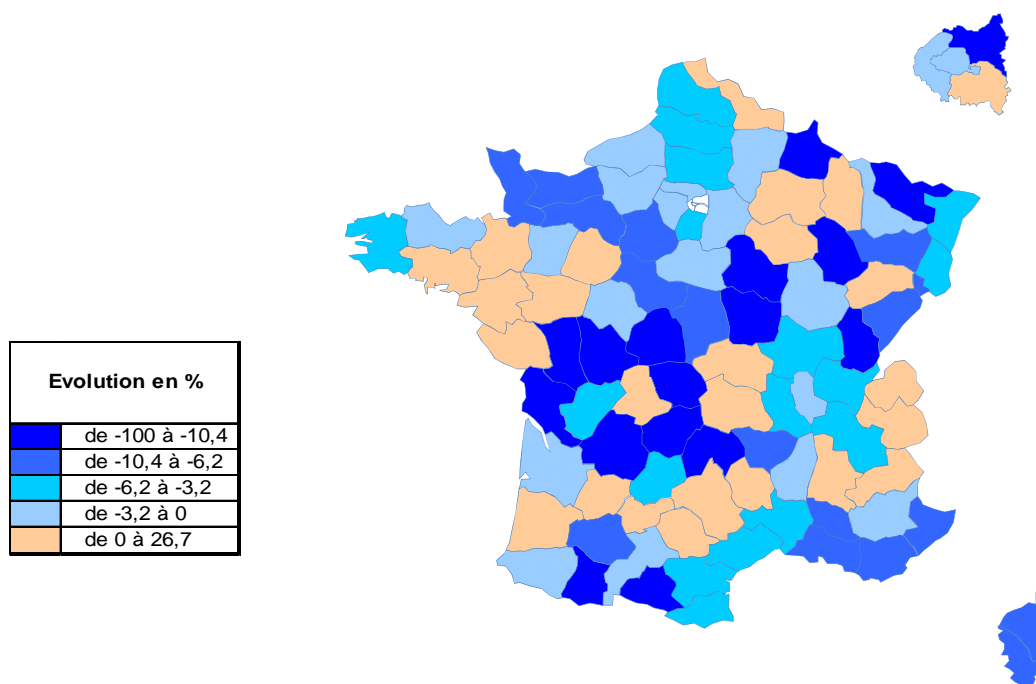 Evolution en %
de -100 à -10,4
de -10,4 à -6,2
de -6,2 à -3,2
de -3,2 à 0
de 0 à 26,7